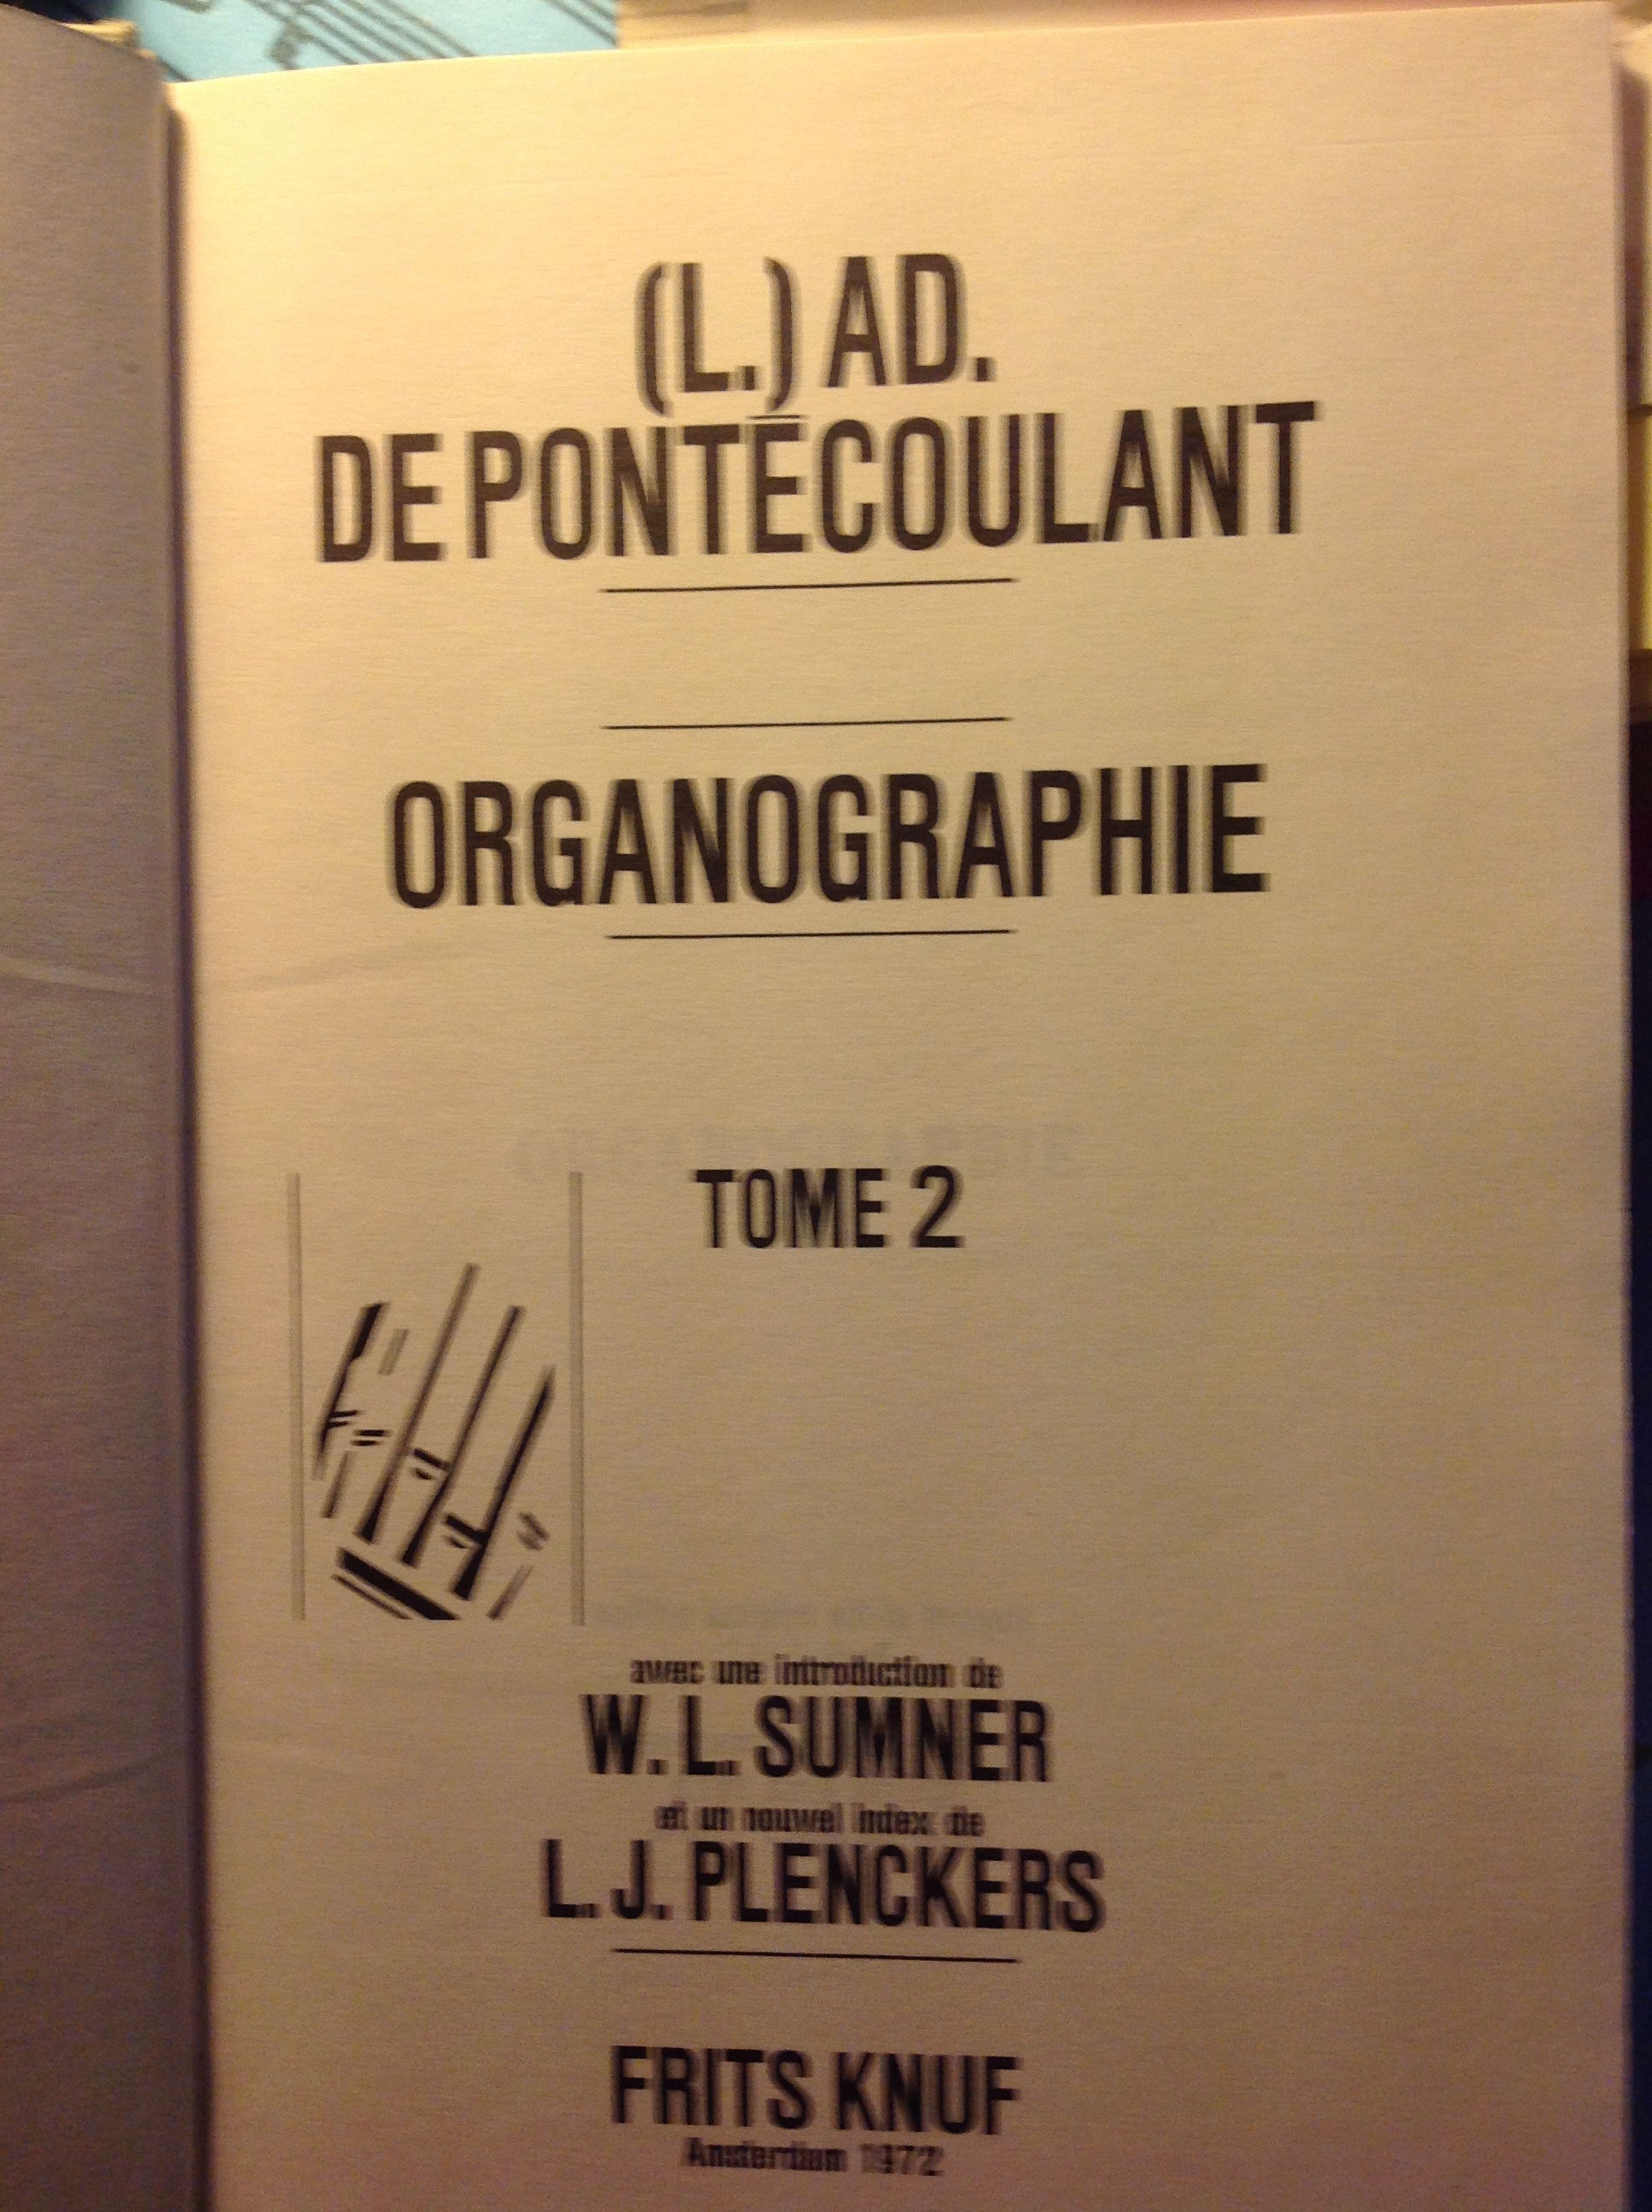 (L.) AD.
DE PONTÉCOULANT
ORGANOGRAPHIE
TOME 2
avec une introduction de
W. L. SUMNER
et un nouvel index de
L. J. PLENCKERS
FRITS KNUF
Amsterdam 1972